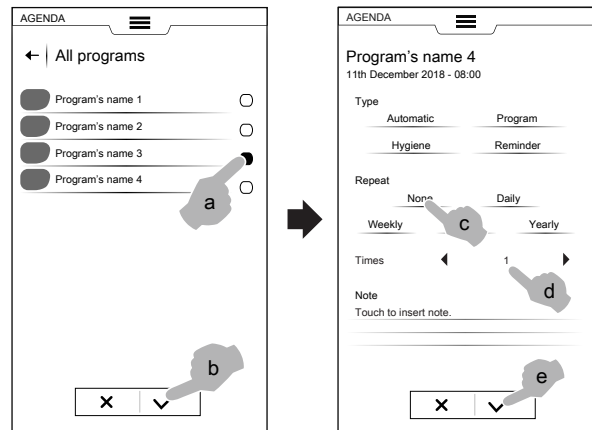 AGENDA
← All programs
Program's name 1
Program's name 2
Program's name 3
Program's name 4
a
b
AGENDA
Program's name 4
11th December 2018 - 08:00
Type
Automatic Program
Hygiene Reminder
Repeat
None Daily
c
Weekly Yearly
Times 1
d
Note
Touch to insert note.
e